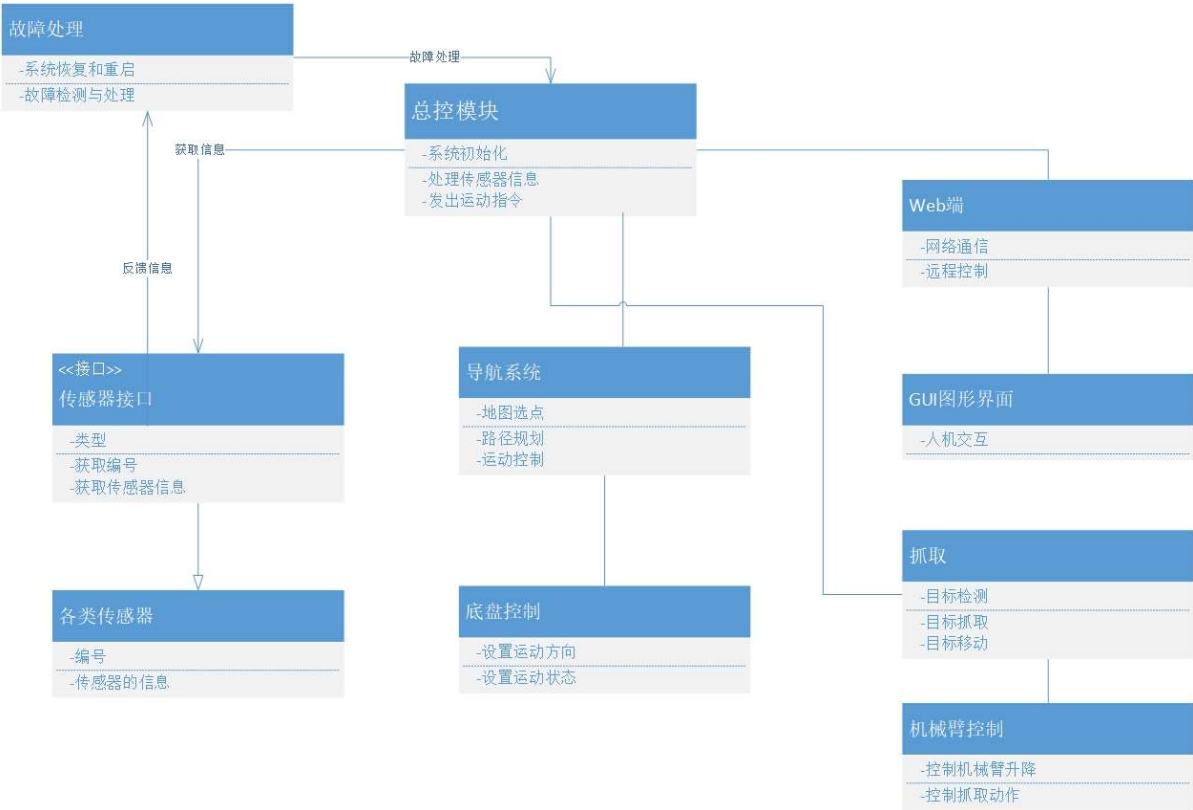 故障处理
-系统恢复和重启
-故障检测与处理
故障处理
总控模块
-系统初始化
-处理传感器信息
-发出运动指令
获取信息
反馈信息
Web端
-网络通信
-远程控制
<<接口>>
传感器接口
-类型
-获取编号
-获取传感器信息
导航系统
-地图选点
-路径规划
-运动控制
GUI图形界面
-人机交互
抓取
-目标检测
-目标抓取
-目标移动
各类传感器
-编号
-传感器的信息
底盘控制
-设置运动方向
-设置运动状态
机械臂控制
-控制机械臂升降
-控制抓取动作